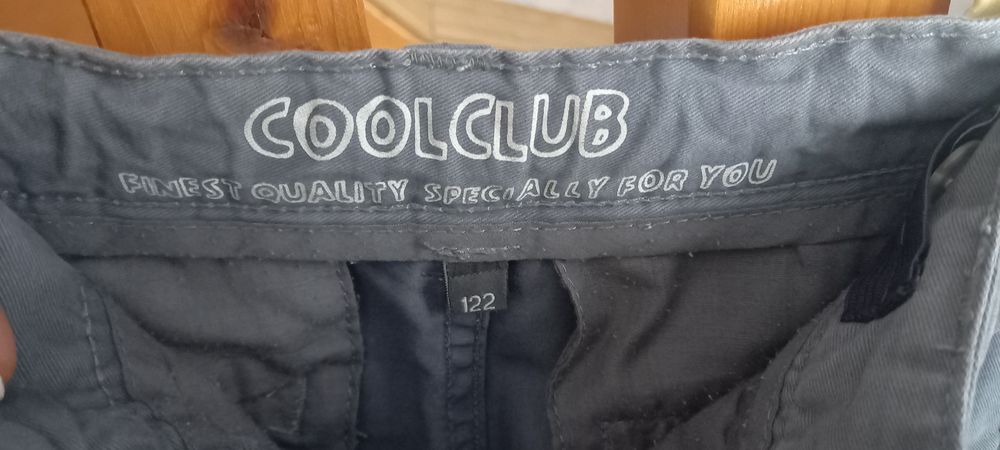 COOLCLUB
FINEST QUALITY SPECIALLY FOR YOU
122